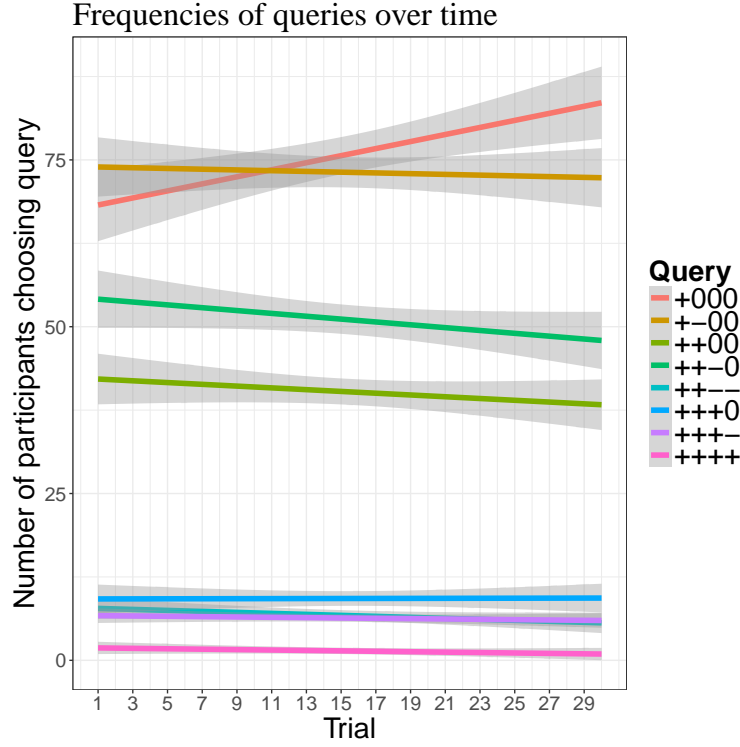 Frequencies of queries over time
Number of participants choosing query
75
50
25
0
1 3 5 7 9 11 13 15 17 19 21 23 25 27 29
Trial
Query
+000
+-00
++00
++-0
++--
+++0
+++-
++++